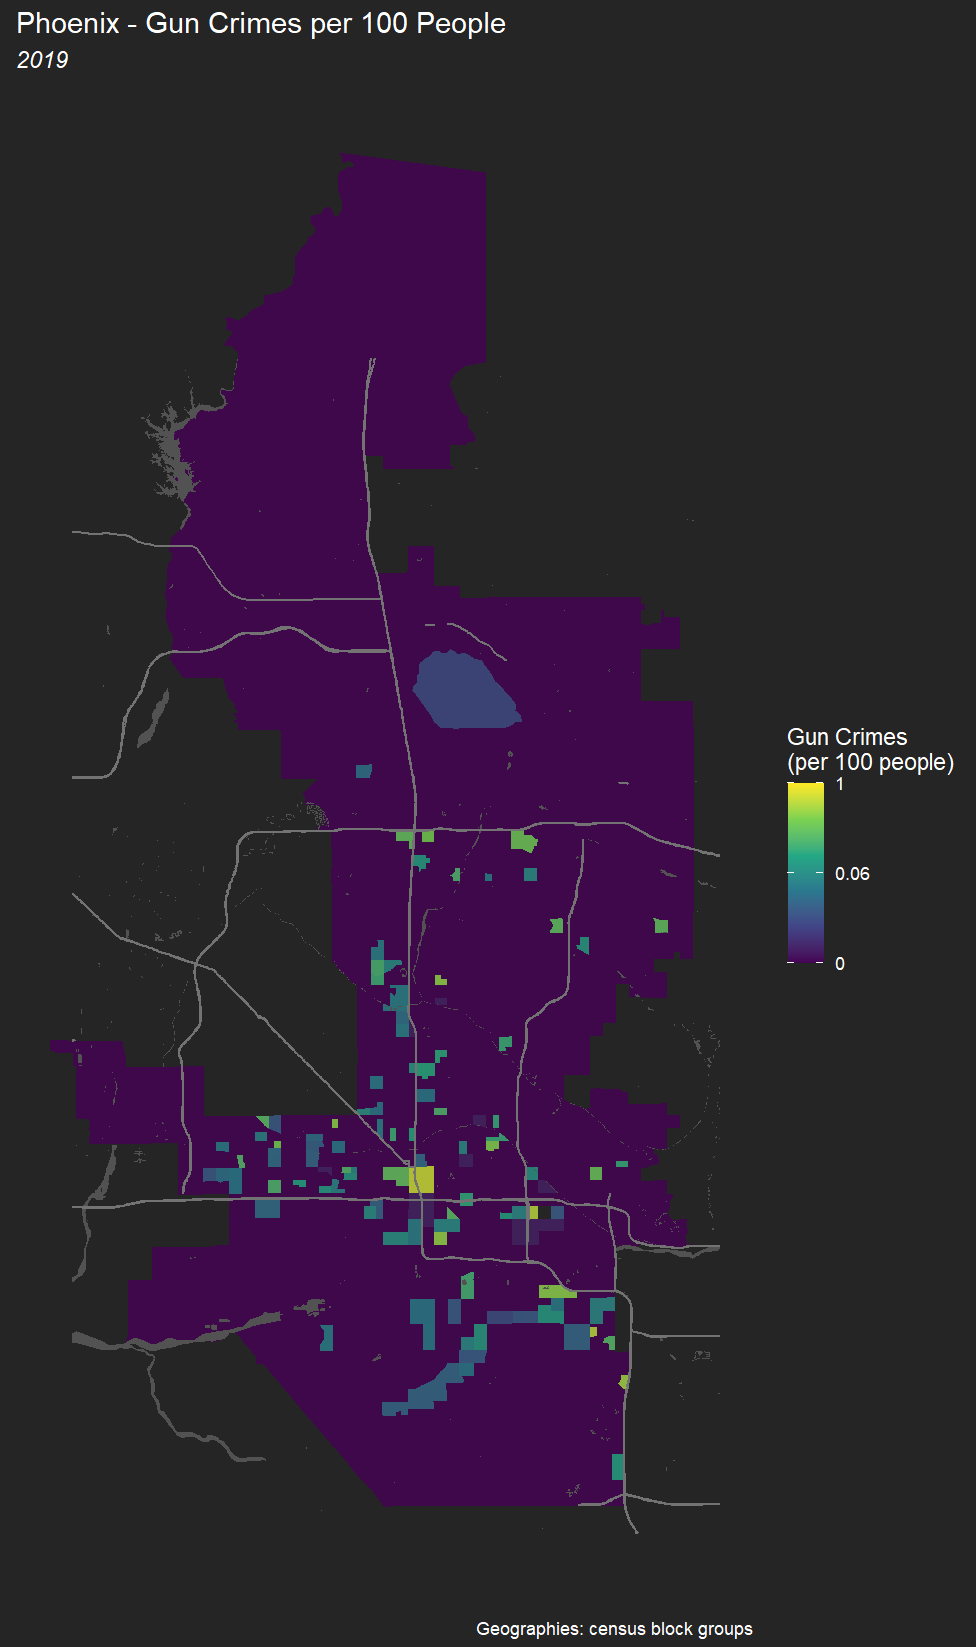 Phoenix - Gun Crimes per 100 People
2019
Gun Crimes
(per 100 people)
1
0.06
0
Geographies: census block groups